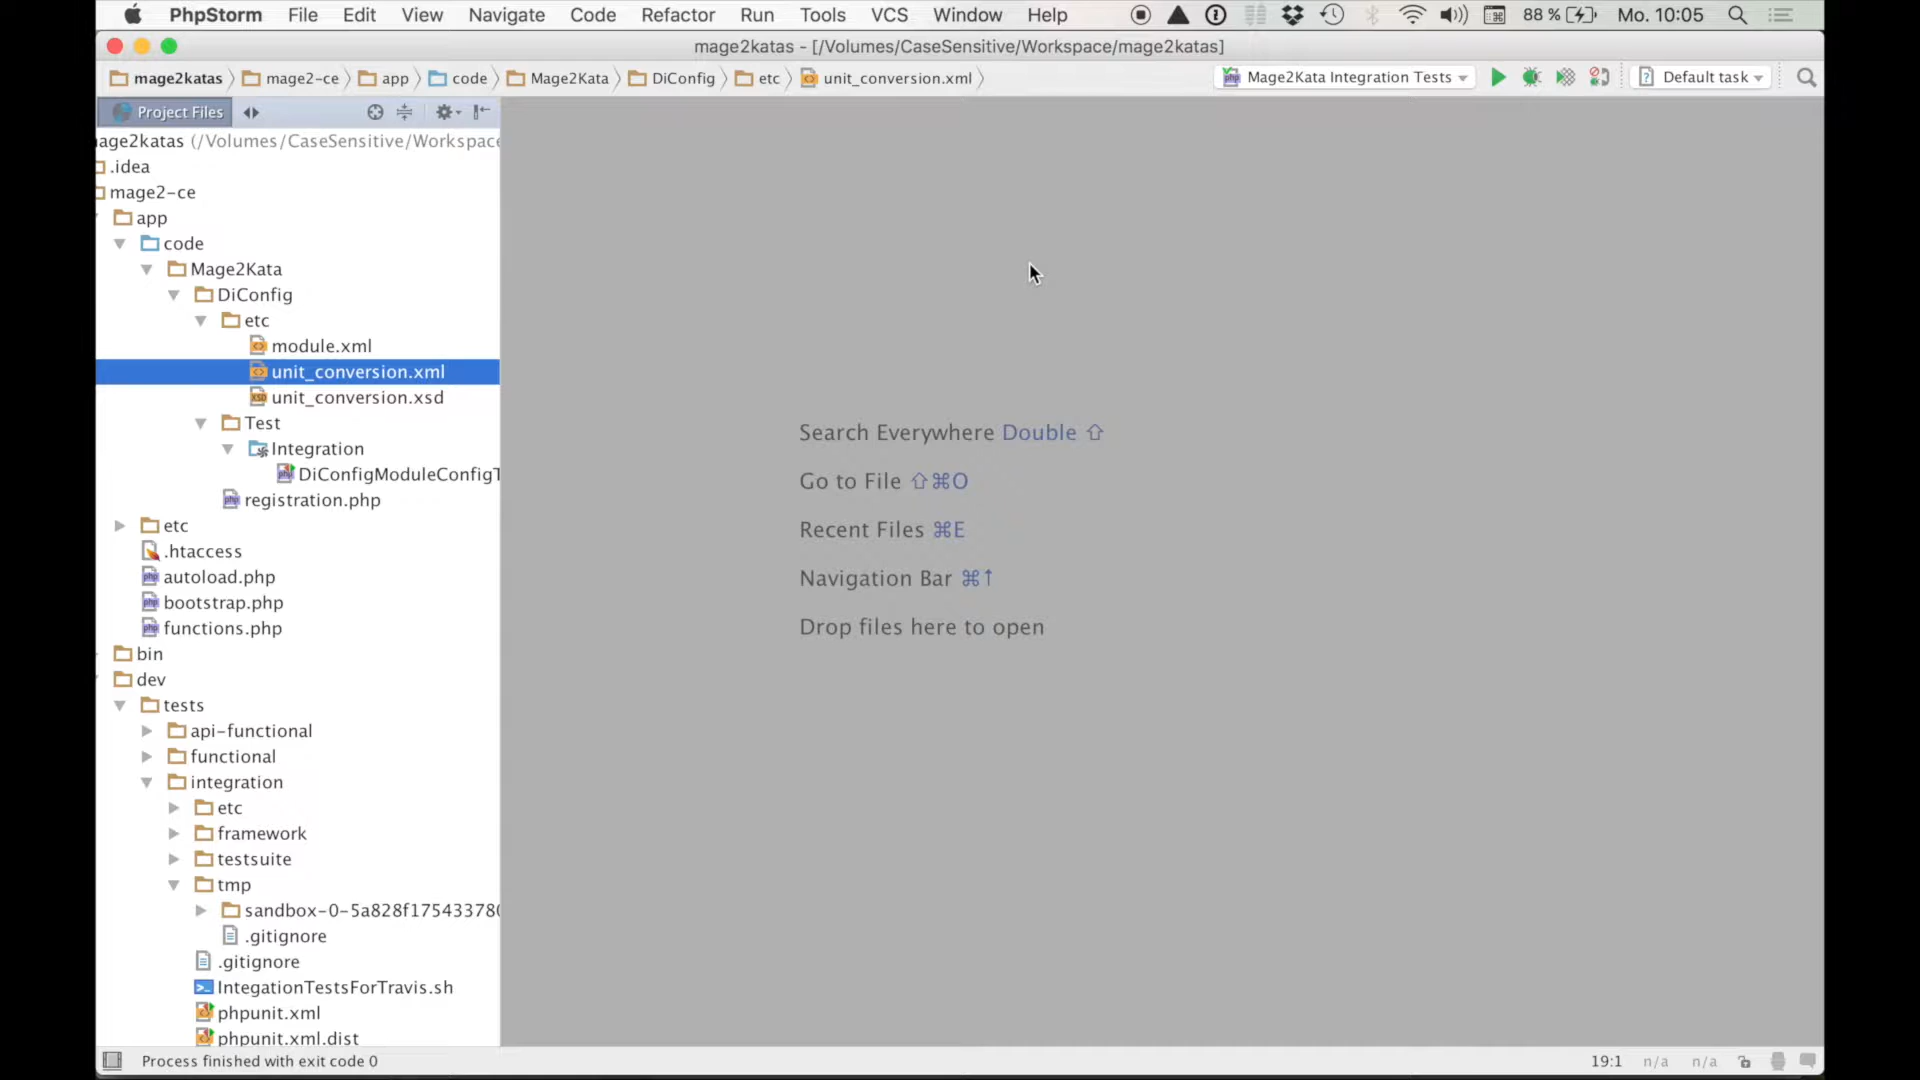 PhpStorm File Edit View Navigate Code Refactor Run Tools VCS Window Help 88 % Mo. 10:05
mage2katas - [/Volumes/CaseSensitive/Workspace/mage2katas]
mage2katas mage2-ce app code Mage2Kata DiConfig etc unit_conversion.xml Mage2Kata Integration Tests Default task
Project Files
age2katas (/Volumes/CaseSensitive/Workspace
.idea
mage2-ce
app
code
Mage2Kata
DiConfig
etc
module.xml
unit_conversion.xml
unit_conversion.xsd
Test
Integration
DiConfigModuleConfigT
registration.php
etc
.htaccess
autoload.php
bootstrap.php
functions.php
bin
dev
tests
api-functional
functional
integration
etc
framework
testsuite
tmp
sandbox-0-5a828f17543378
.gitignore
.gitignore
IntegationTestsForTravis.sh
phpunit.xml
phpunit.xml.dist
Search Everywhere Double ⇧
Go to File ⇧⌘O
Recent Files ⌘E
Navigation Bar ⌘↑
Drop files here to open
Process finished with exit code 0 19:1 n/a n/a